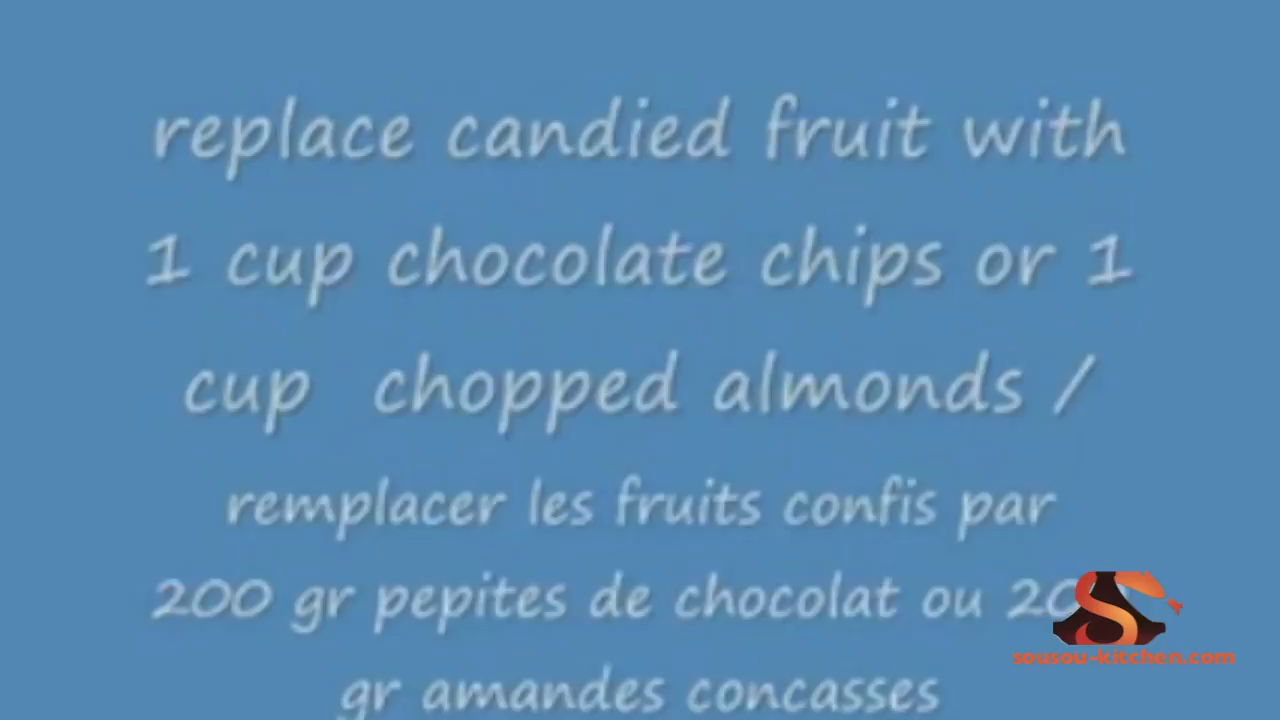 replace candied fruit with
1 cup chocolate chips or 1
cup chopped almonds /
remplacer les fruits confis par
200 gr pepites de chocolat ou
gr amandes concasses
sousou-kitchen.com